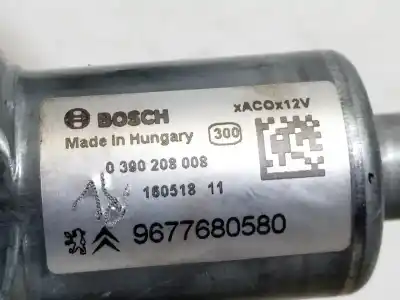 BOSCH
xACOx12V
Made in Hungary
300
0 390 208 008
160518 11
9677680580